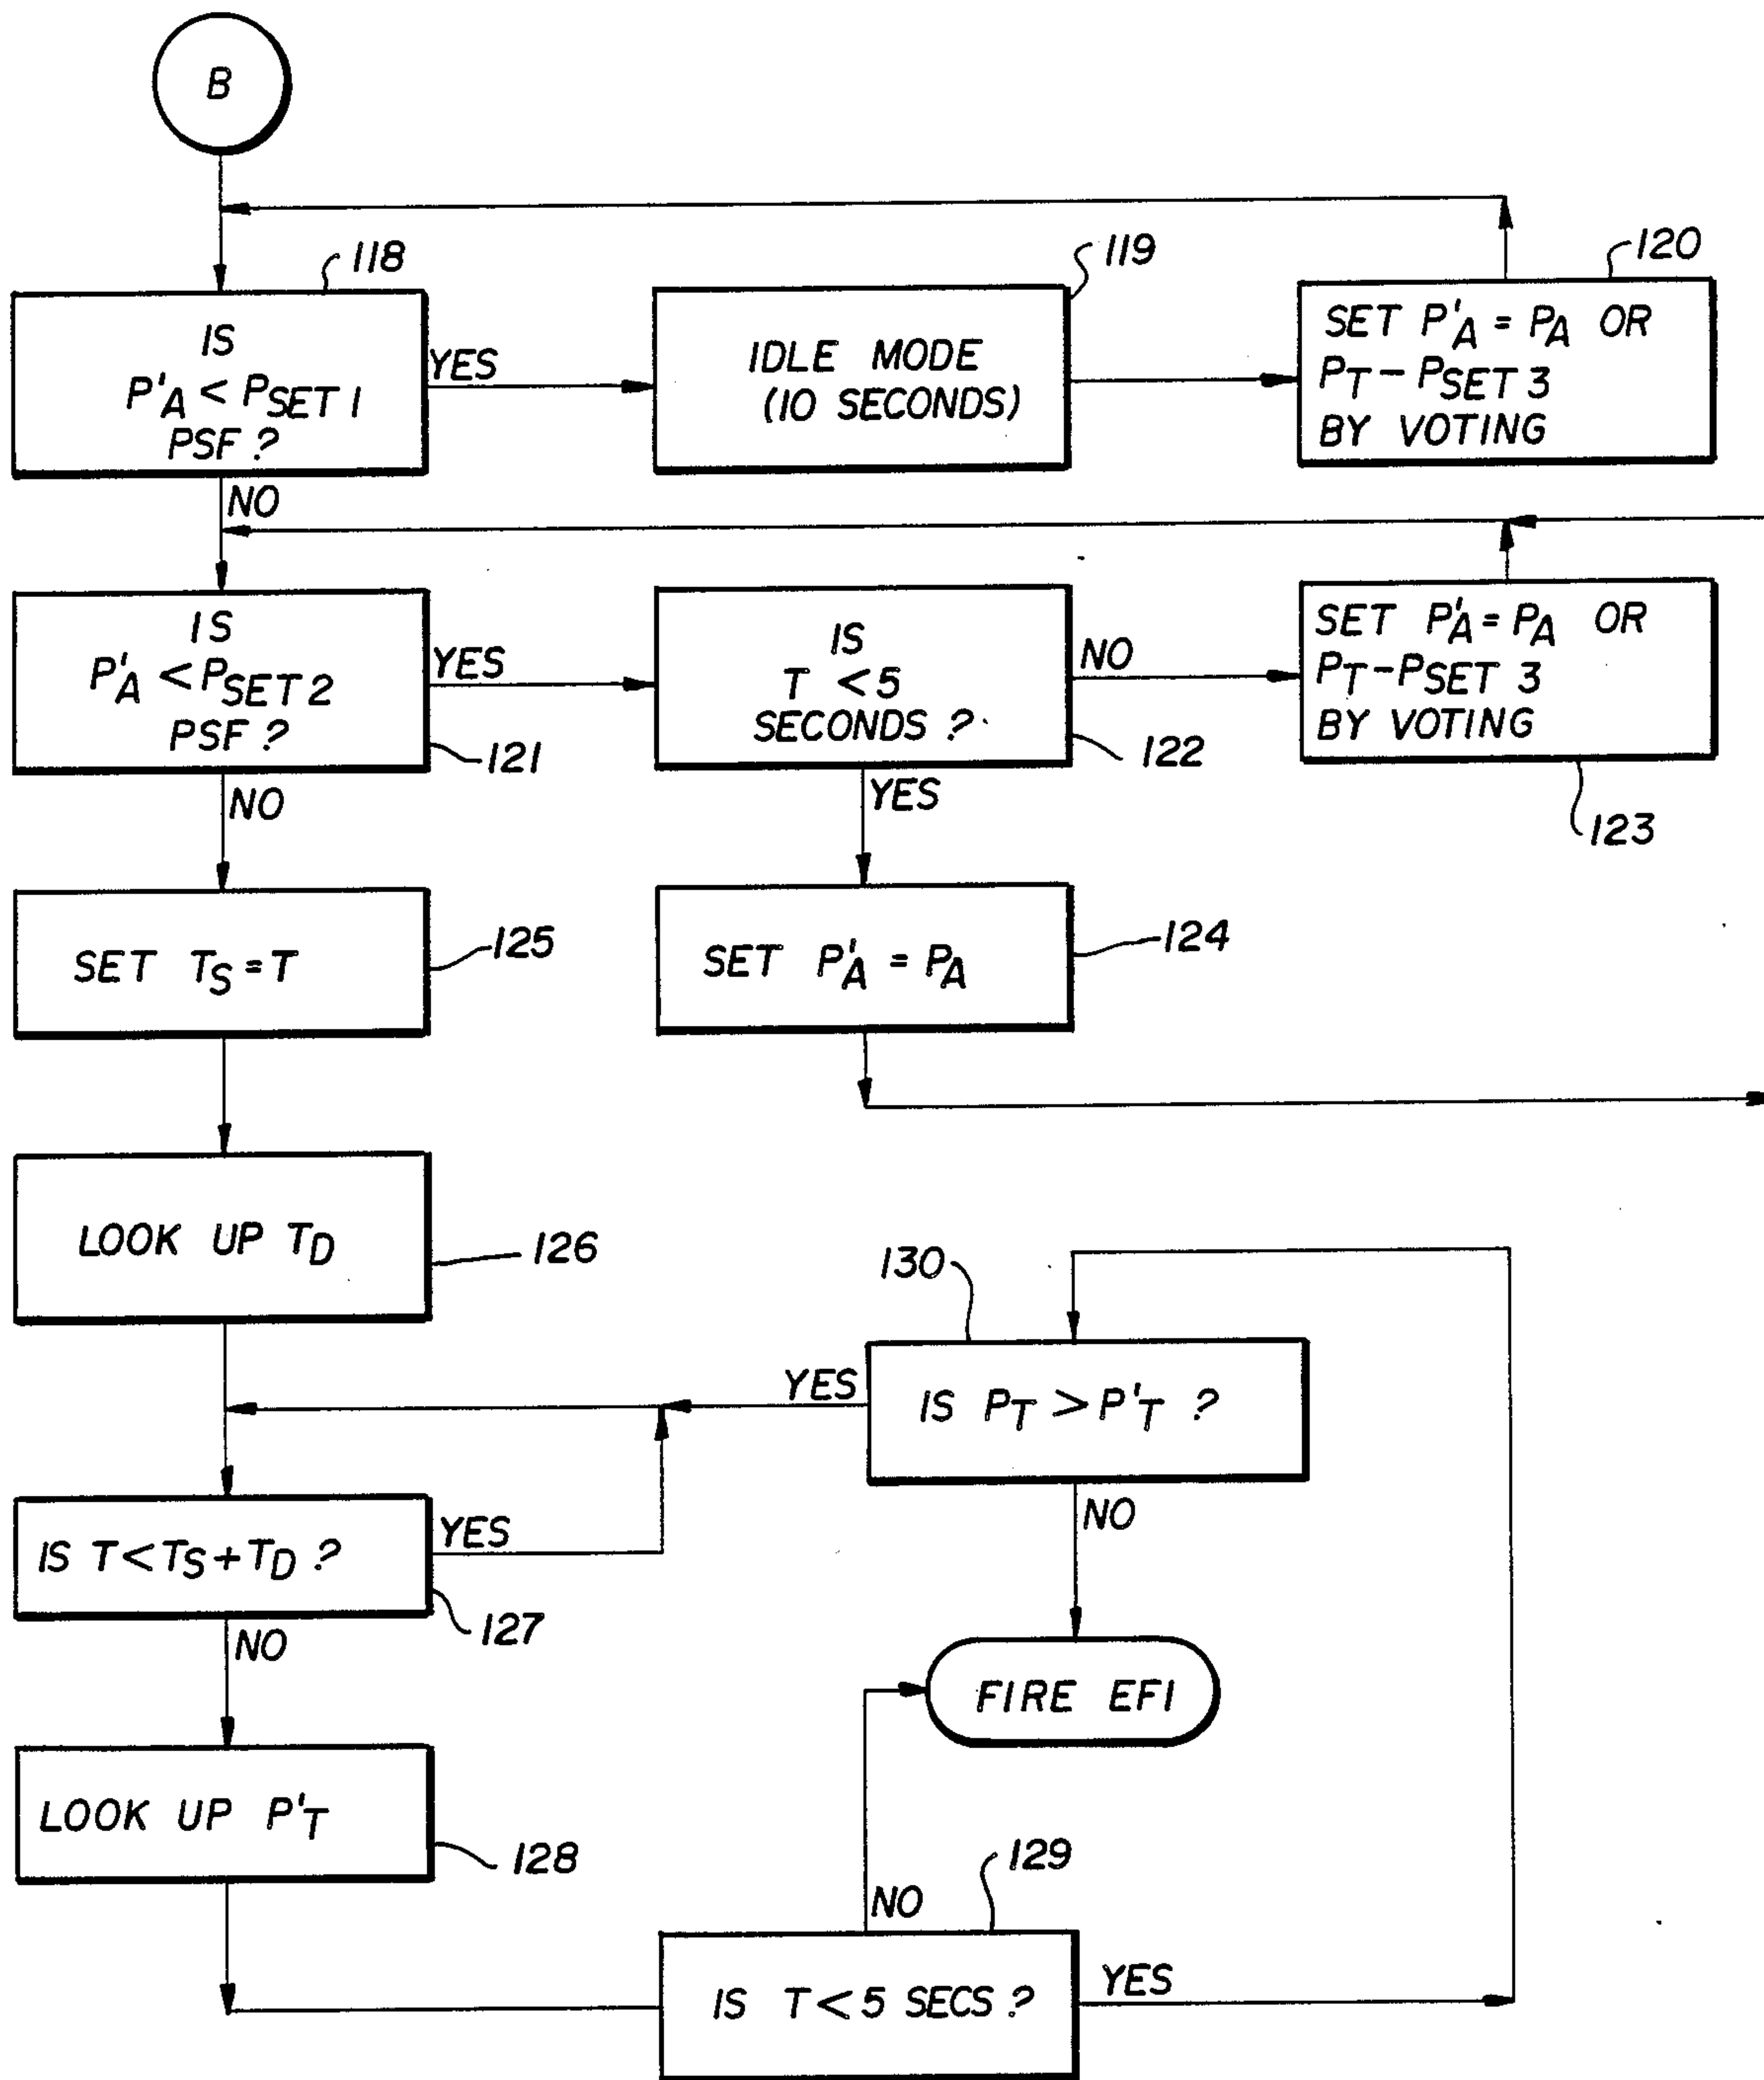 B
118
IS
P'A < PSET 1
PSF ?
YES
NO
119
IDLE MODE
(10 SECONDS)
120
SET P'A = PA OR
PT - PSET 3
BY VOTING
IS
P'A < PSET 2
PSF ?
121
YES
NO
IS
T < 5
SECONDS ?
122
NO
YES
SET P'A = PA OR
PT - PSET 3
BY VOTING
123
SET TS = T
125
SET P'A = PA
124
LOOK UP TD
126
130
IS PT > P'T ?
YES
NO
IS T < TS + TD ?
127
YES
NO
FIRE EFI
LOOK UP P'T
128
129
NO
IS T < 5 SECS ?
YES